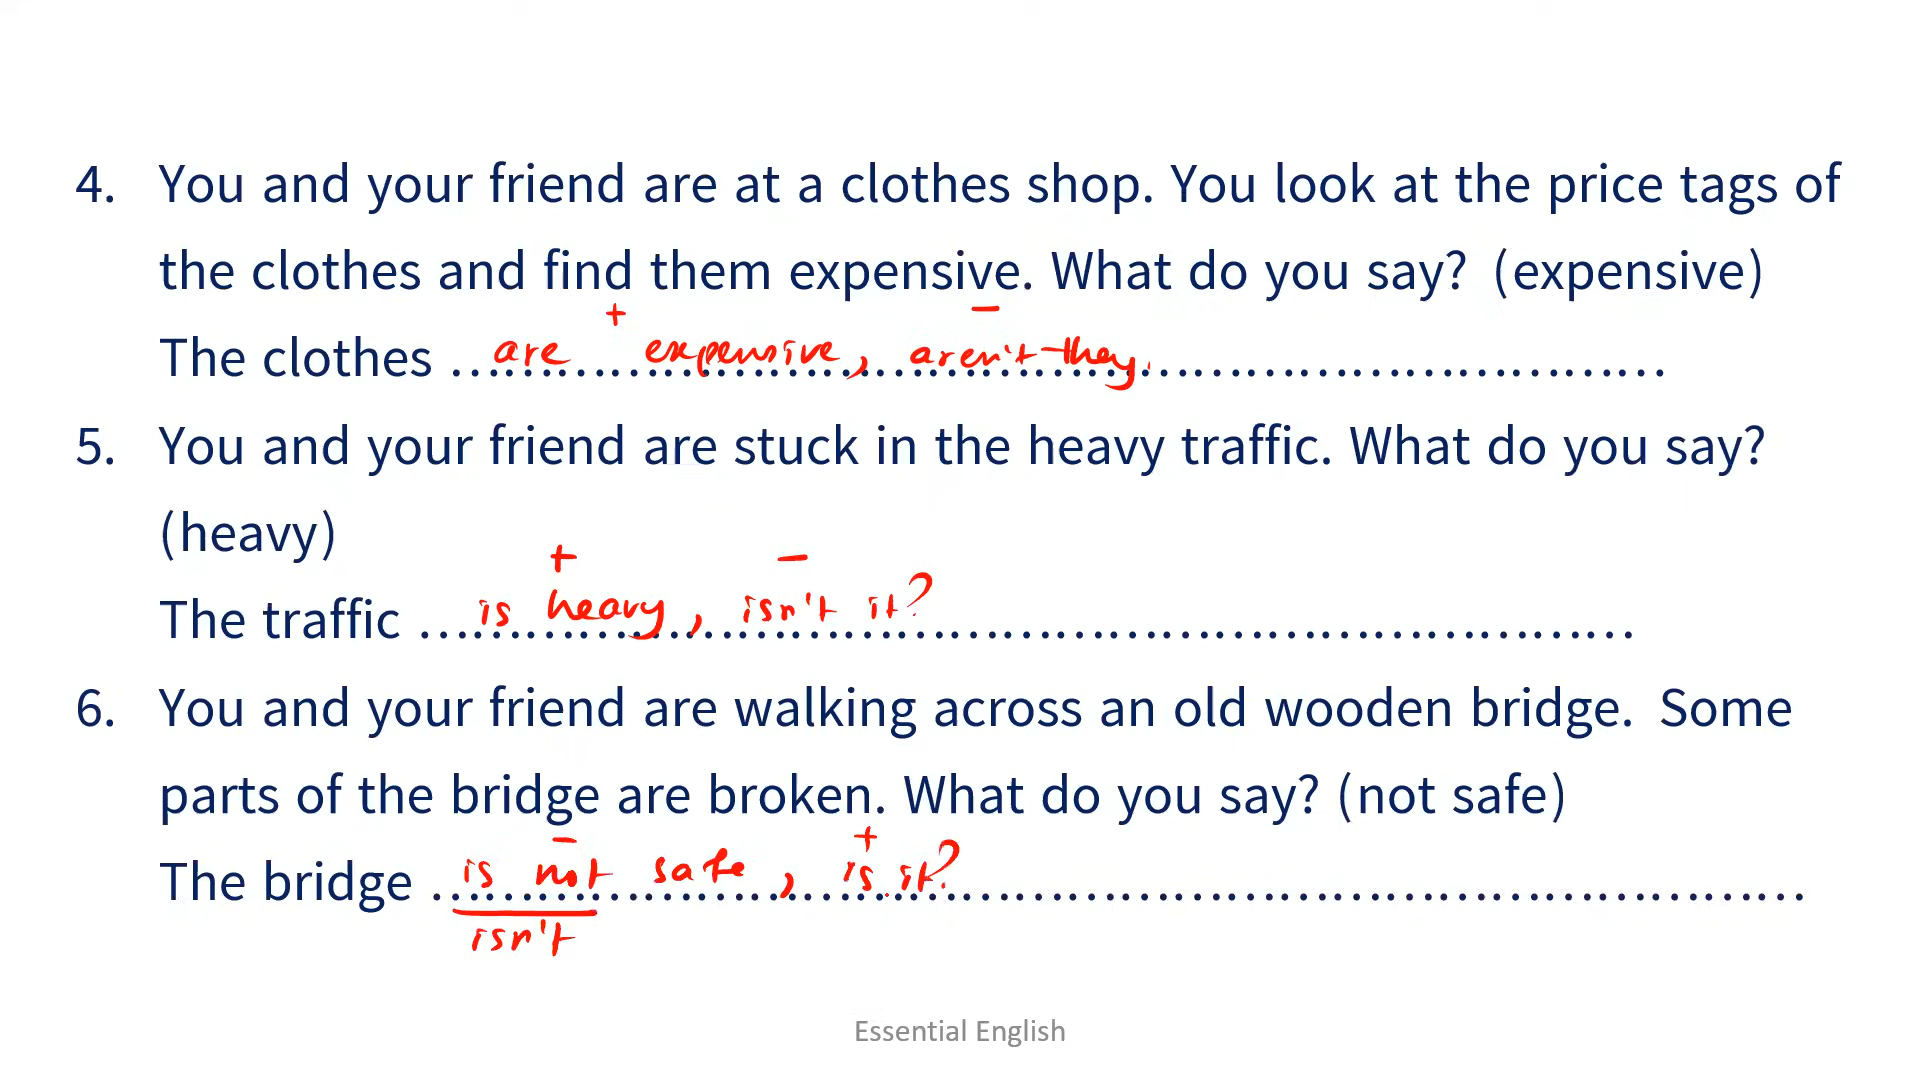 4. You and your friend are at a clothes shop. You look at the price tags of
the clothes and find them expensive. What do you say? (expensive)
+ −
The clothes .......... are expensive, aren't they. ..........
5. You and your friend are stuck in the heavy traffic. What do you say?
(heavy)
+ −
The traffic .......... is heavy, isn't it? ..........
6. You and your friend are walking across an old wooden bridge. Some
parts of the bridge are broken. What do you say? (not safe)
− +
The bridge .......... is not safe, is it? ..........
isn't
Essential English